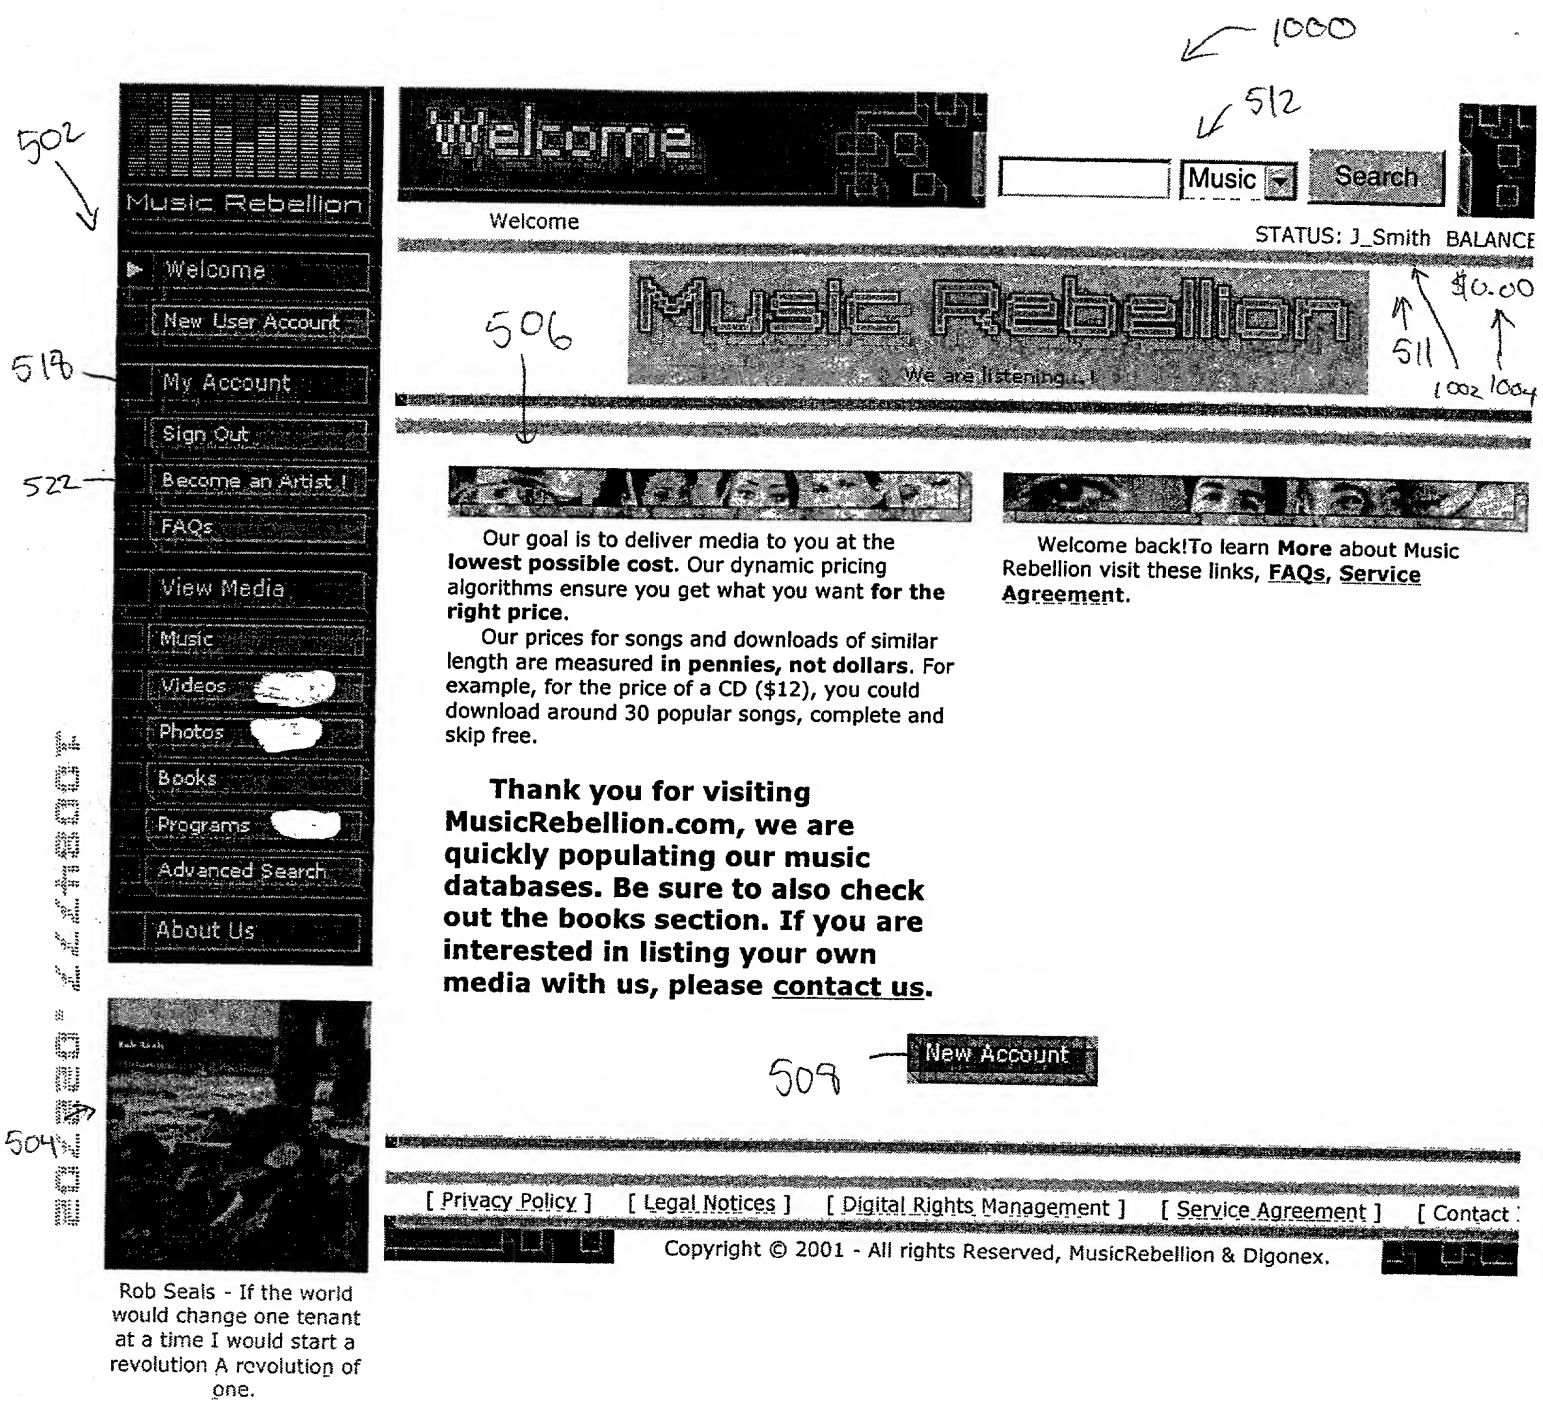 1000
512
502
Welcome
Music
Search
Music Rebellion
Welcome
STATUS: J_Smith BALANCE
$0.00
Music Rebellion
We are listening...!
511
1002
1004
506
Welcome
New User Account
518
My Account
Sign Out
522
Become an Artist !
FAQs
View Media
Music
Videos
Photos
Books
Programs
Advanced Search
About Us
Our goal is to deliver media to you at the
lowest possible cost. Our dynamic pricing
algorithms ensure you get what you want for the
right price.
Our prices for songs and downloads of similar
length are measured in pennies, not dollars. For
example, for the price of a CD ($12), you could
download around 30 popular songs, complete and
skip free.
Welcome back!To learn More about Music
Rebellion visit these links, FAQs, Service
Agreement.
Thank you for visiting
MusicRebellion.com, we are
quickly populating our music
databases. Be sure to also check
out the books section. If you are
interested in listing your own
media with us, please contact us.
New Account
508
504
Rob Seals
[ Privacy Policy ] [ Legal Notices ] [ Digital Rights Management ] [ Service Agreement ] [ Contact
Copyright © 2001 - All rights Reserved, MusicRebellion & Digonex.
Rob Seals - If the world
would change one tenant
at a time I would start a
revolution A revolution of
one.